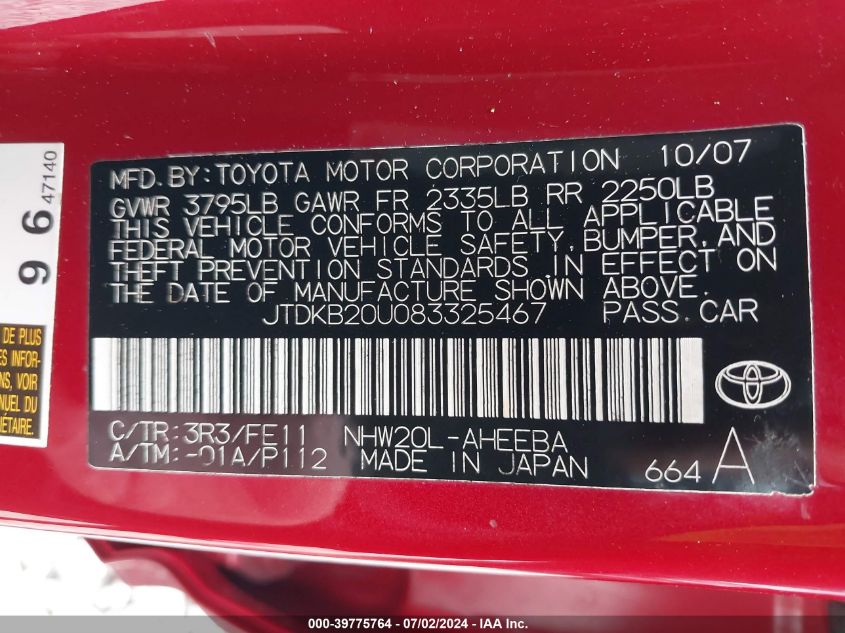 MFD.BY:TOYOTA MOTOR CORPORATION 10/07
GVWR 3795LB GAWR FR 2335LB RR 2250LB
THIS VEHICLE CONFORMS TO ALL APPLICABLE
FEDERAL MOTOR VEHICLE SAFETY,BUMPER,AND
THEFT PREVENTION STANDARDS IN EFFECT ON
THE DATE OF MANUFACTURE SHOWN ABOVE.
JTDKB20U083325467 PASS.CAR
C/TR:3R3/FE11 NHW20L-AHEEBA
A/TM:-01A/P112 MADE IN JAPAN
664 A
96
47140
DE PLUS
ES INFOR-
NS, VOIR
NUEL DU
IÉTAIRE.
000-39775764 - 07/02/2024 - IAA Inc.